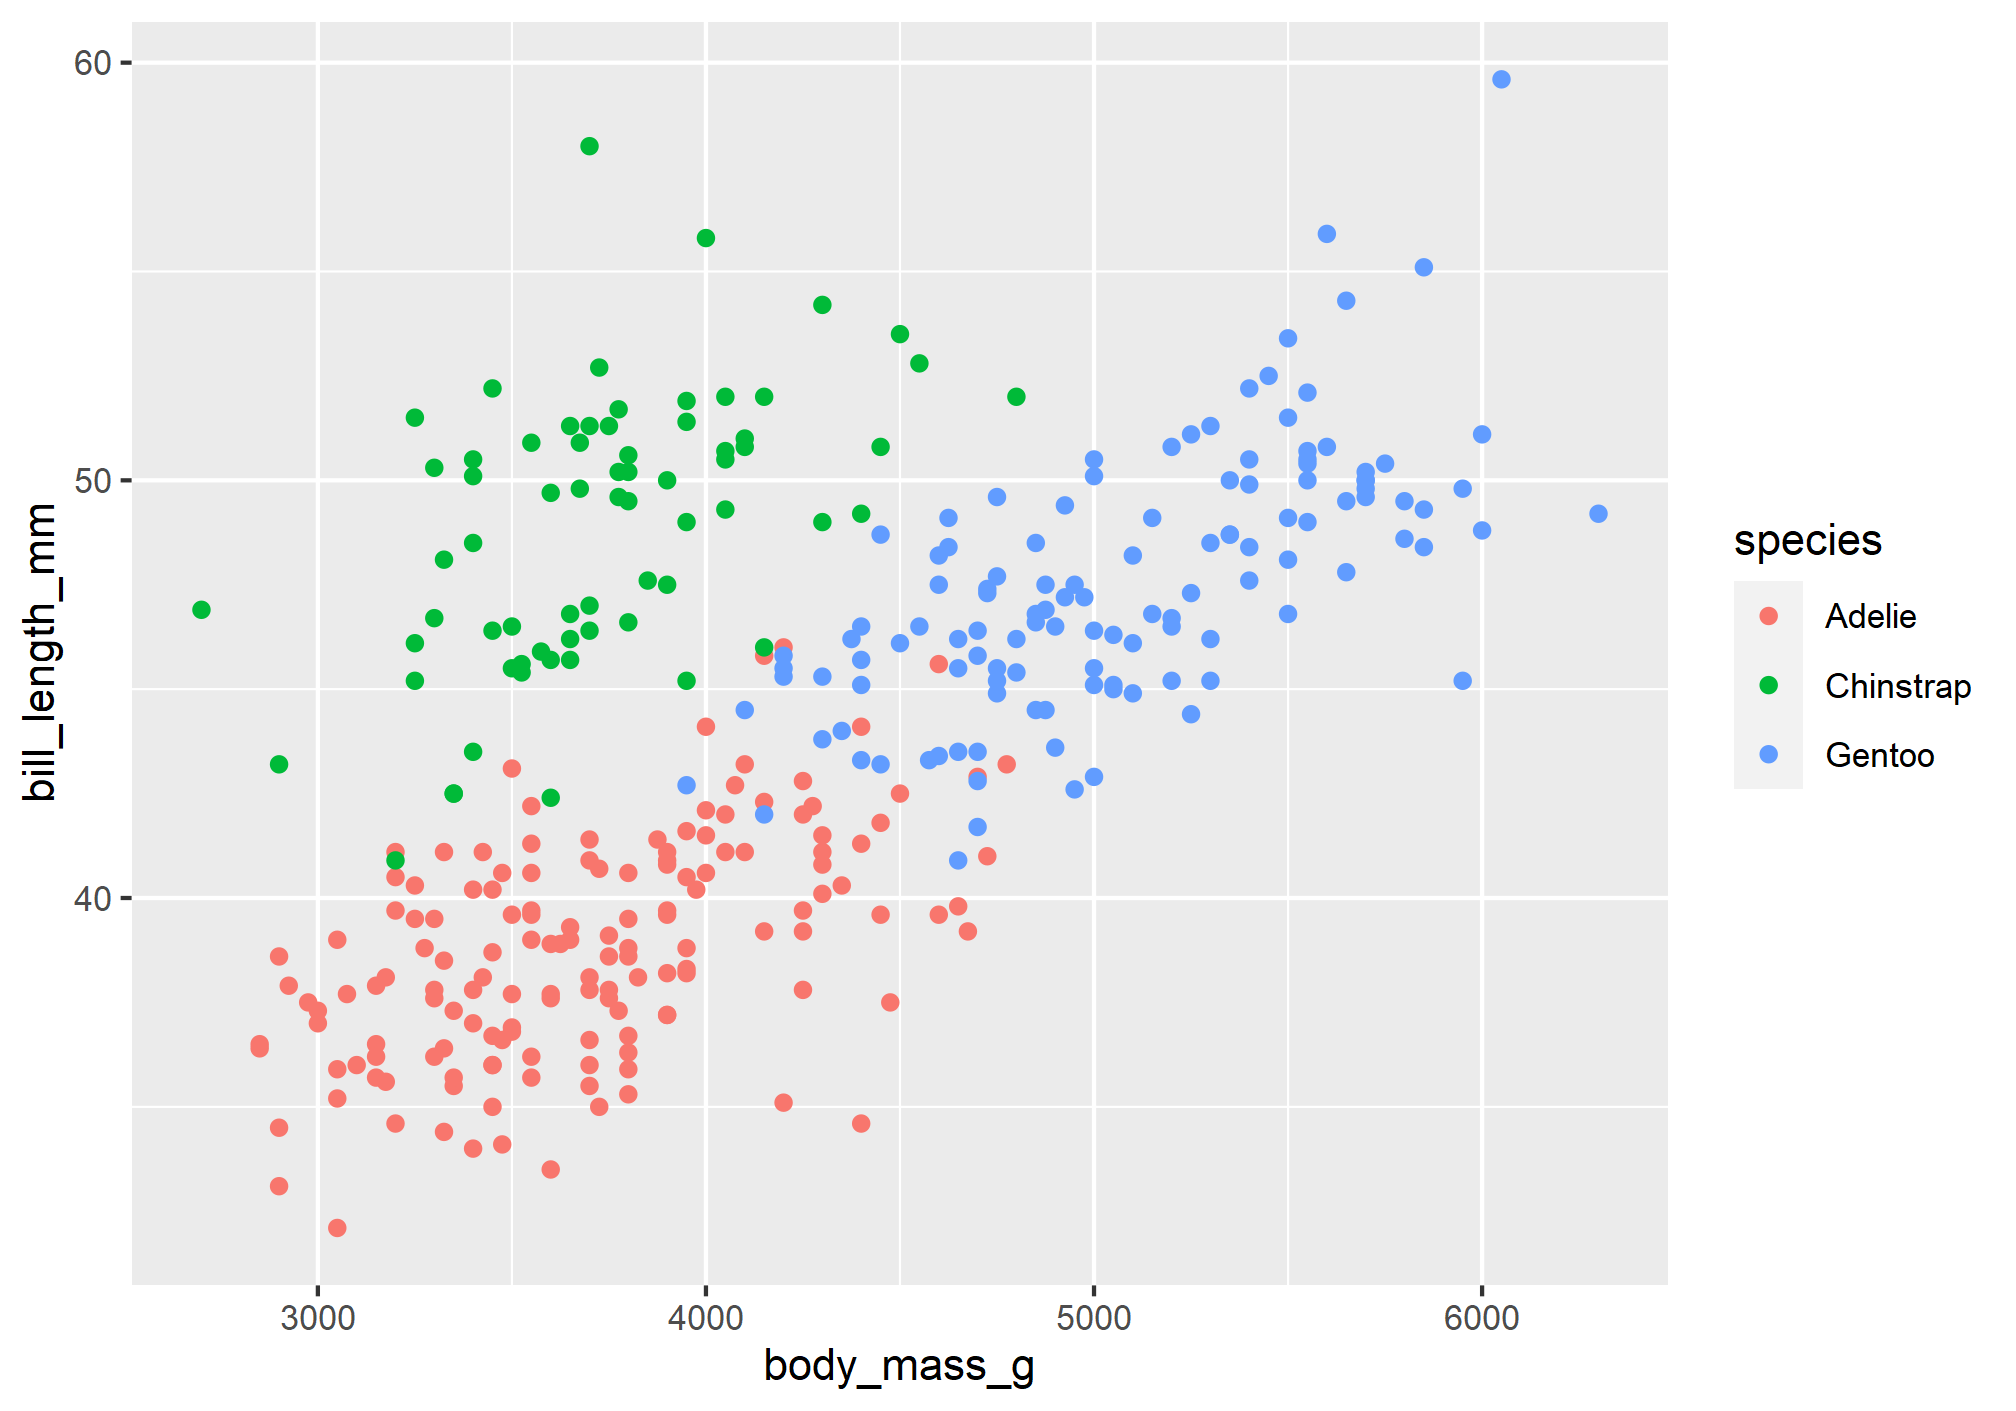 60
50
40
bill_length_mm
3000
4000
5000
6000
body_mass_g
species
Adelie
Chinstrap
Gentoo